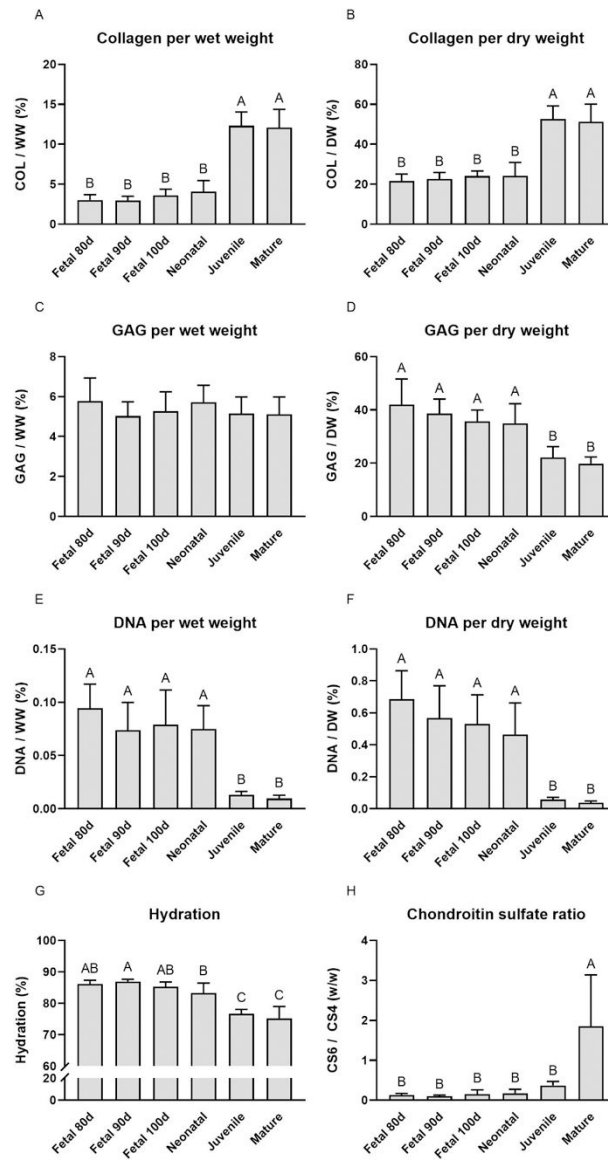 A
Collagen per wet weight
COL / WW (%)
20
15
10
5
0
B B B B A A
Fetal 80d Fetal 90d Fetal 100d Neonatal Juvenile Mature
B
Collagen per dry weight
COL / DW (%)
80
60
40
20
0
B B B B A A
Fetal 80d Fetal 90d Fetal 100d Neonatal Juvenile Mature
C
GAG per wet weight
GAG / WW (%)
8
6
4
2
0
Fetal 80d Fetal 90d Fetal 100d Neonatal Juvenile Mature
D
GAG per dry weight
GAG / DW (%)
60
40
20
0
A A A A B B
Fetal 80d Fetal 90d Fetal 100d Neonatal Juvenile Mature
E
DNA per wet weight
DNA / WW (%)
0.15
0.10
0.05
0.00
A A A A B B
Fetal 80d Fetal 90d Fetal 100d Neonatal Juvenile Mature
F
DNA per dry weight
DNA / DW (%)
1.0
0.8
0.6
0.4
0.2
0.0
A A A A B B
Fetal 80d Fetal 90d Fetal 100d Neonatal Juvenile Mature
G
Hydration
Hydration (%)
100
90
80
70
60
20
0
AB A AB B C C
Fetal 80d Fetal 90d Fetal 100d Neonatal Juvenile Mature
H
Chondroitin sulfate ratio
CS6 / CS4 (w/w)
4
3
2
1
0
B B B B B A
Fetal 80d Fetal 90d Fetal 100d Neonatal Juvenile Mature